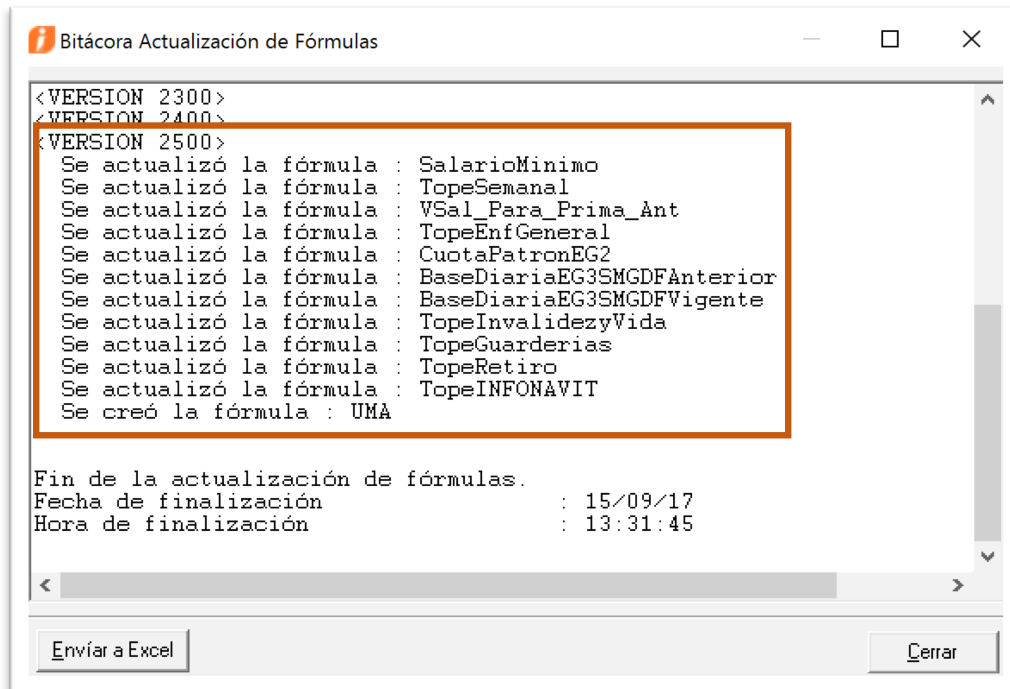 Bitácora Actualización de Fórmulas
<VERSION 2300>
<VERSION 2400>
<VERSION 2500>
Se actualizó la fórmula : SalarioMinimo
Se actualizó la fórmula : TopeSemanal
Se actualizó la fórmula : VSal_Para_Prima_Ant
Se actualizó la fórmula : TopeEnfGeneral
Se actualizó la fórmula : CuotaPatronEG2
Se actualizó la fórmula : BaseDiariaEG3SMGDFAnterior
Se actualizó la fórmula : BaseDiariaEG3SMGDFVigente
Se actualizó la fórmula : TopeInvalidezyVida
Se actualizó la fórmula : TopeGuarderias
Se actualizó la fórmula : TopeRetiro
Se actualizó la fórmula : TopeINFONAVIT
Se creó la fórmula : UMA
Fin de la actualización de fórmulas.
Fecha de finalización : 15/09/17
Hora de finalización : 13:31:45
Envíar a Excel
Cerrar